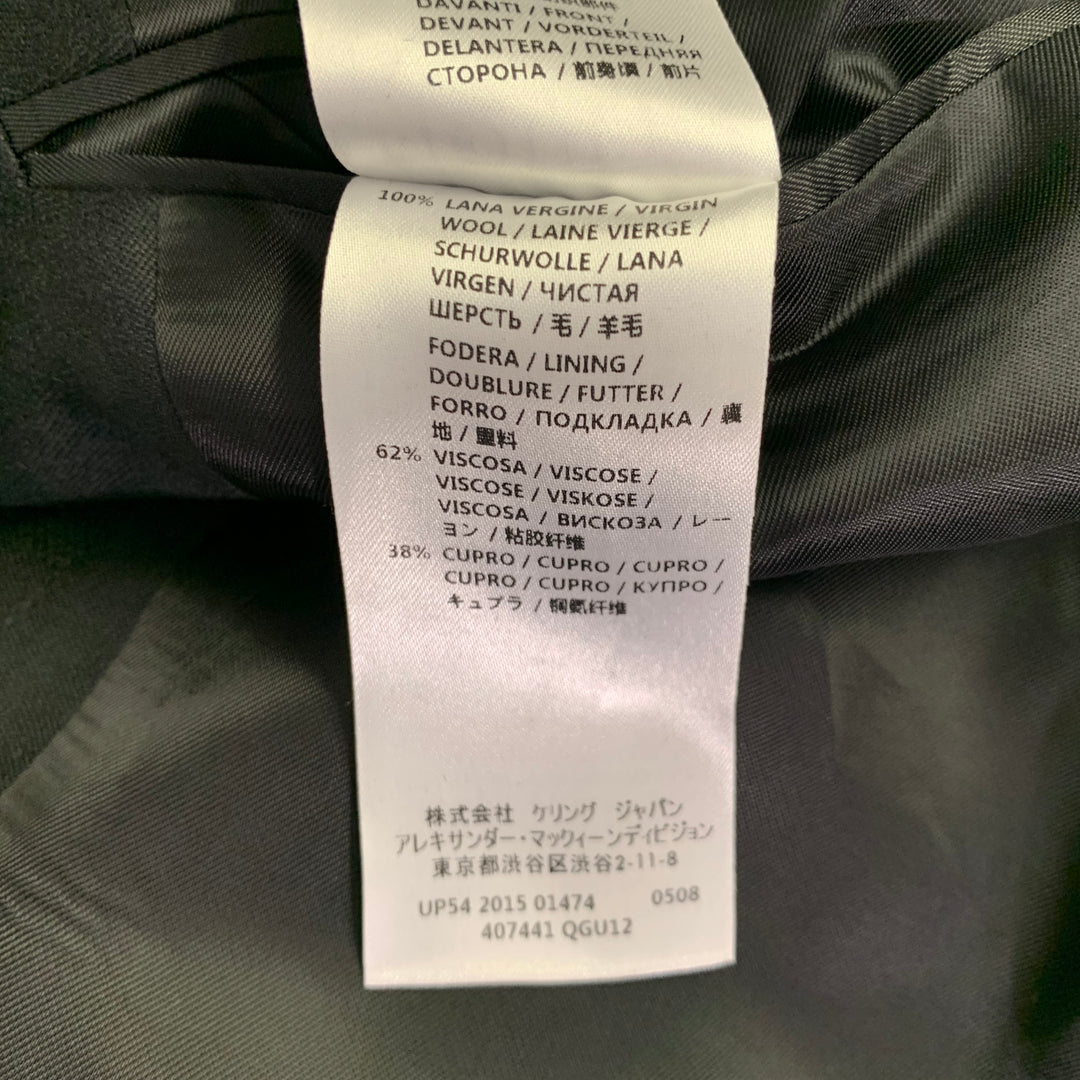 DAVANTI / FRONT /
DEVANT / VORDERTEIL /
DELANTERA / ПЕРЕДНЯЯ
СТОРОНА / 前身頃 / 前片
100% LANA VERGINE / VIRGIN
WOOL / LAINE VIERGE /
SCHURWOLLE / LANA
VIRGEN / ЧИСТАЯ
ШЕРСТЬ / 毛 / 羊毛
FODERA / LINING /
DOUBLURE / FUTTER /
FORRO / ПОДКЛАДКА / 裏
地 / 里料
62% VISCOSA / VISCOSE /
VISCOSE / VISKOSE /
VISCOSA / ВИСКОЗА / レー
ヨン / 粘胶纤维
38% CUPRO / CUPRO / CUPRO /
CUPRO / CUPRO / КУПРО /
キュプラ / 铜氨纤维
株式会社 ケリング ジャパン
アレキサンダー・マックィーンディビジョン
東京都渋谷区渋谷2-11-8
UP54 2015 01474 0508
407441 QGU12